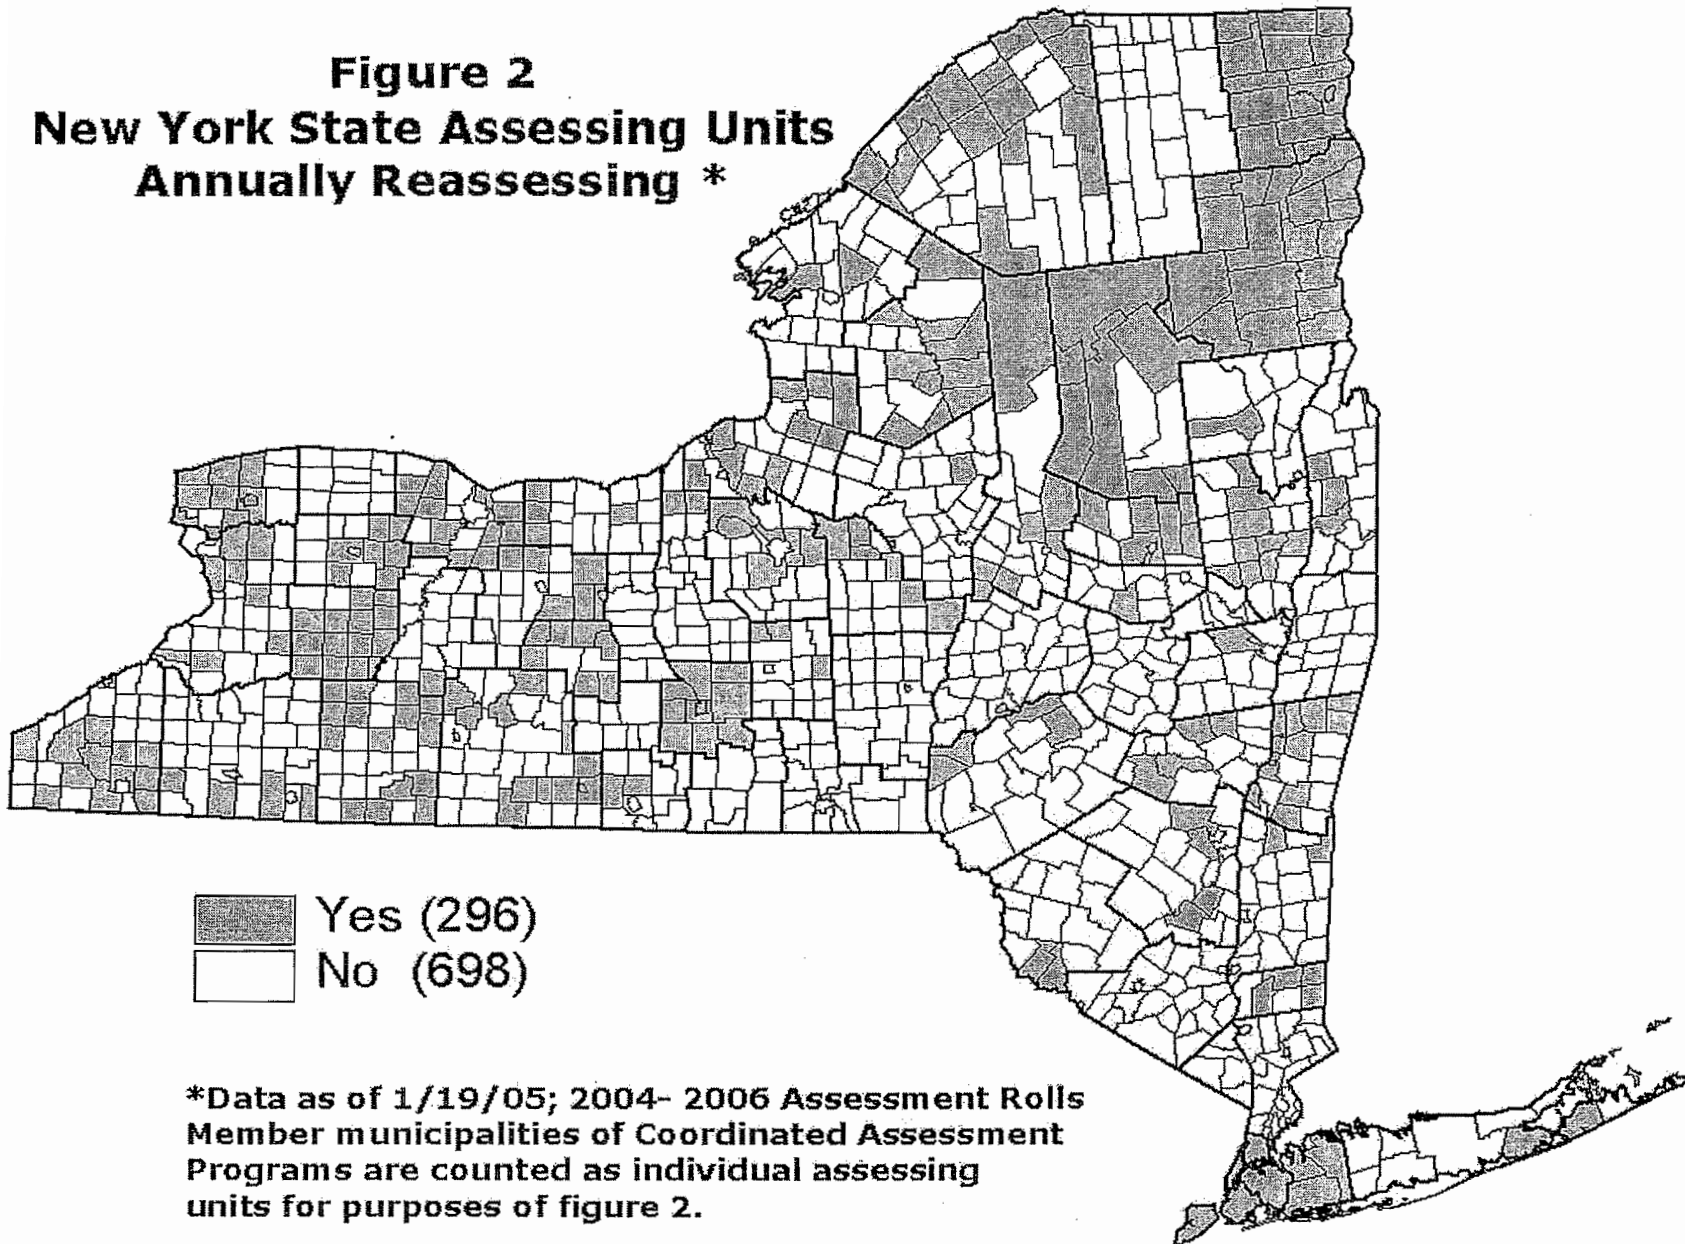 Figure 2
New York State Assessing Units
Annually Reassessing *
Yes (296)
No (698)
*Data as of 1/19/05; 2004- 2006 Assessment Rolls
Member municipalities of Coordinated Assessment
Programs are counted as individual assessing
units for purposes of figure 2.